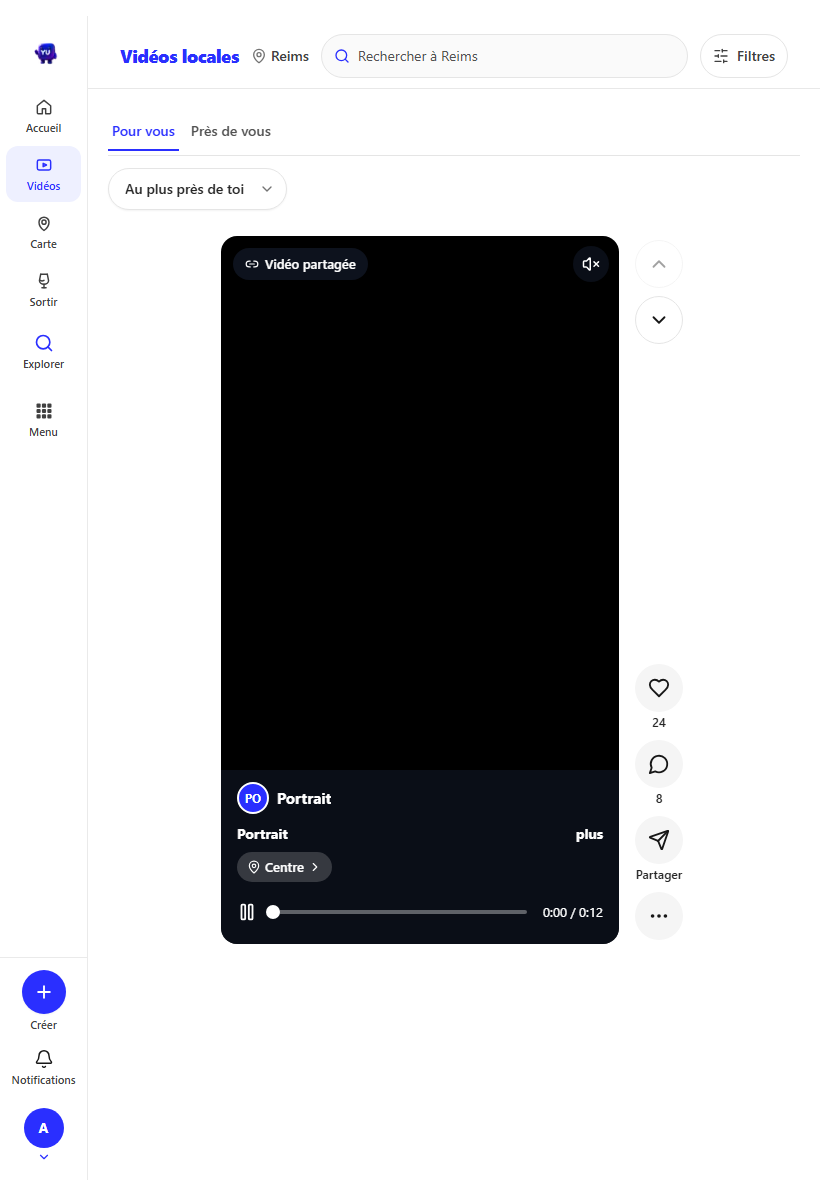 YU
Vidéos locales
Reims
Rechercher à Reims
Filtres
Accueil
Vidéos
Carte
Sortir
Explorer
Menu
Pour vous
Près de vous
Au plus près de toi
Vidéo partagée
24
8
Partager
PO
Portrait
Portrait
plus
Centre
0:00 / 0:12
Créer
Notifications
A